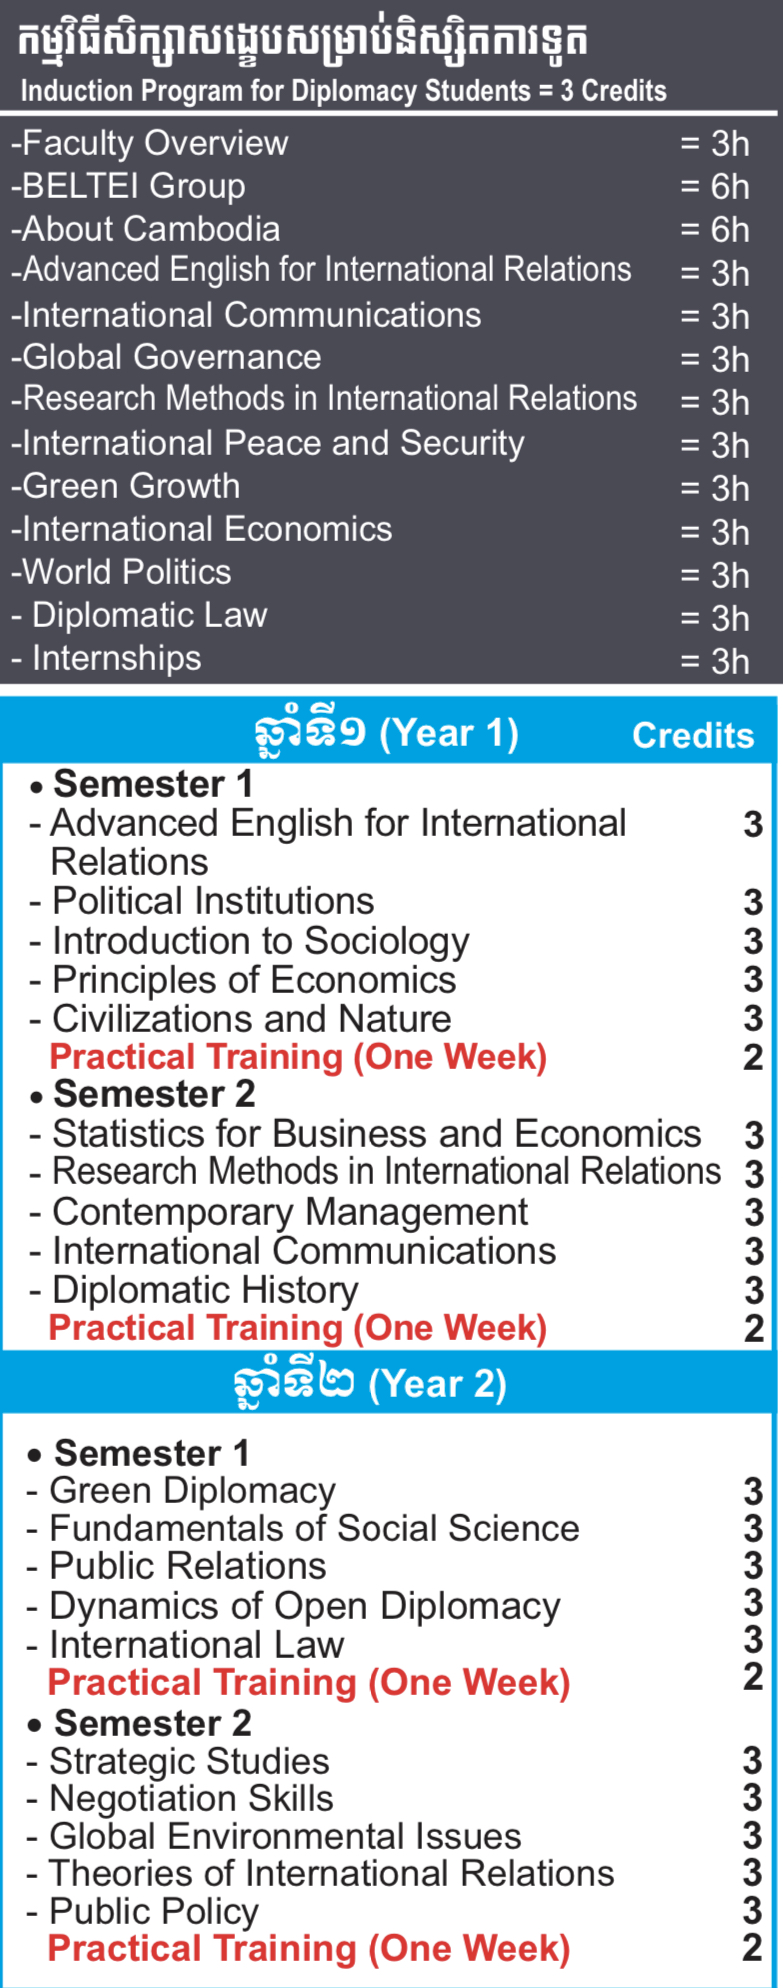 កម្មវិធីសិក្សាសង្ខេបសម្រាប់និស្សិតការទូត
Induction Program for Diplomacy Students = 3 Credits
-Faculty Overview = 3h
-BELTEI Group = 6h
-About Cambodia = 6h
-Advanced English for International Relations = 3h
-International Communications = 3h
-Global Governance = 3h
-Research Methods in International Relations = 3h
-International Peace and Security = 3h
-Green Growth = 3h
-International Economics = 3h
-World Politics = 3h
- Diplomatic Law = 3h
- Internships = 3h
ឆ្នាំទី១ (Year 1) Credits
• Semester 1
- Advanced English for International 3
Relations
- Political Institutions 3
- Introduction to Sociology 3
- Principles of Economics 3
- Civilizations and Nature 3
Practical Training (One Week) 2
• Semester 2
- Statistics for Business and Economics 3
- Research Methods in International Relations 3
- Contemporary Management 3
- International Communications 3
- Diplomatic History 3
Practical Training (One Week) 2
ឆ្នាំទី២ (Year 2)
• Semester 1
- Green Diplomacy 3
- Fundamentals of Social Science 3
- Public Relations 3
- Dynamics of Open Diplomacy 3
- International Law 3
Practical Training (One Week) 2
• Semester 2
- Strategic Studies 3
- Negotiation Skills 3
- Global Environmental Issues 3
- Theories of International Relations 3
- Public Policy 3
Practical Training (One Week) 2